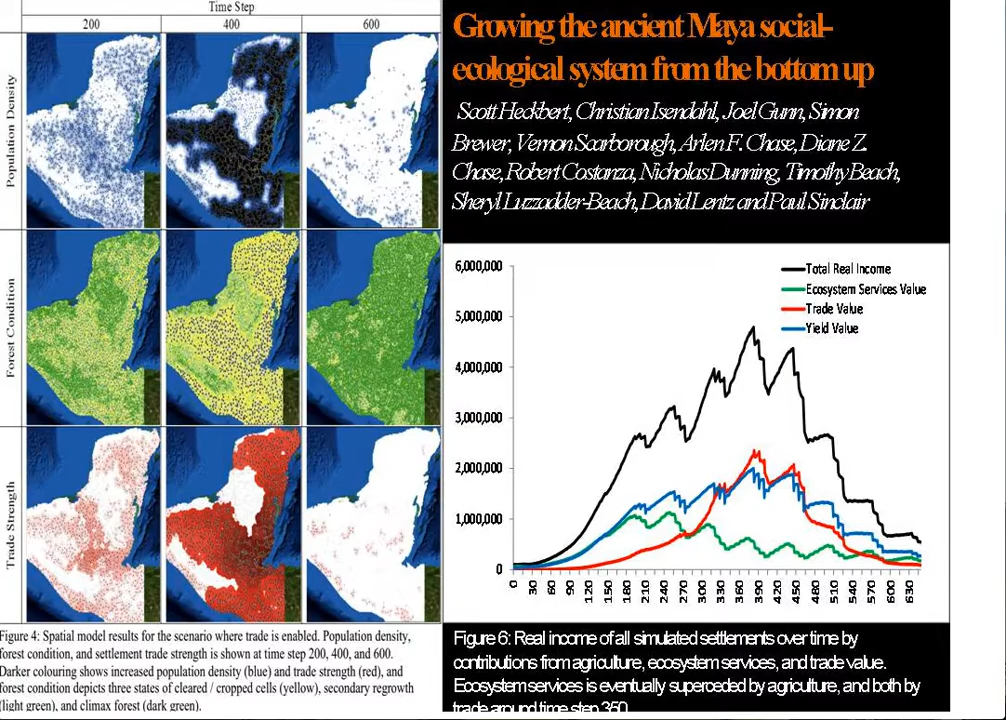 Time Step
200
400
600
Population Density
Forest Condition
Trade Strength
Figure 4: Spatial model results for the scenario where trade is enabled. Population density,
forest condition, and settlement trade strength is shown at time step 200, 400, and 600.
Darker colouring shows increased population density (blue) and trade strength (red), and
forest condition depicts three states of cleared / cropped cells (yellow), secondary regrowth
(light green), and climax forest (dark green).
Growing the ancient Maya social-
ecological system from the bottom up
Scott Heckbert, Christian Isendahl, Joel Gunn, Simon
Brewer, Vernon Scarborough, Arlen F. Chase, Diane Z.
Chase, Robert Costanza, Nicholas Dunning, Timothy Beach,
Sheryl Luzzadder-Beach, David Lentz and Paul Sinclair
6,000,000
5,000,000
4,000,000
3,000,000
2,000,000
1,000,000
0
Total Real Income
Ecosystem Services Value
Trade Value
Yield Value
0 30 60 90 120 150 180 210 240 270 300 330 360 390 420 450 480 510 540 570 600 630
Figure 6: Real income of all simulated settlements over time by
contributions from agriculture, ecosystem services, and trade value.
Ecosystem services is eventually superceded by agriculture, and both by
trade around time step 350.